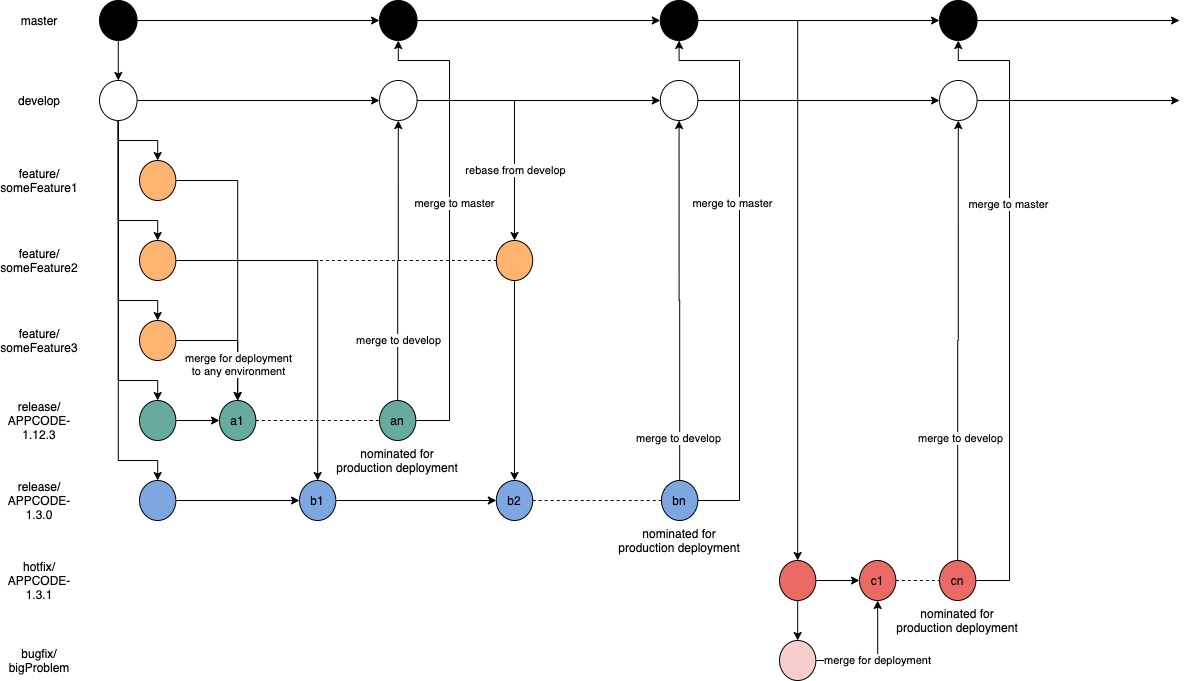 master
develop
feature/
someFeature1
rebase from develop
merge to master
merge to master
merge to master
feature/
someFeature2
feature/
someFeature3
merge to develop
merge for deployment
to any environment
release/
APPCODE-
1.12.3
a1
an
nominated for
production deployment
merge to develop
merge to develop
release/
APPCODE-
1.3.0
b1
b2
bn
nominated for
production deployment
hotfix/
APPCODE-
1.3.1
c1
cn
nominated for
production deployment
bugfix/
bigProblem
merge for deployment